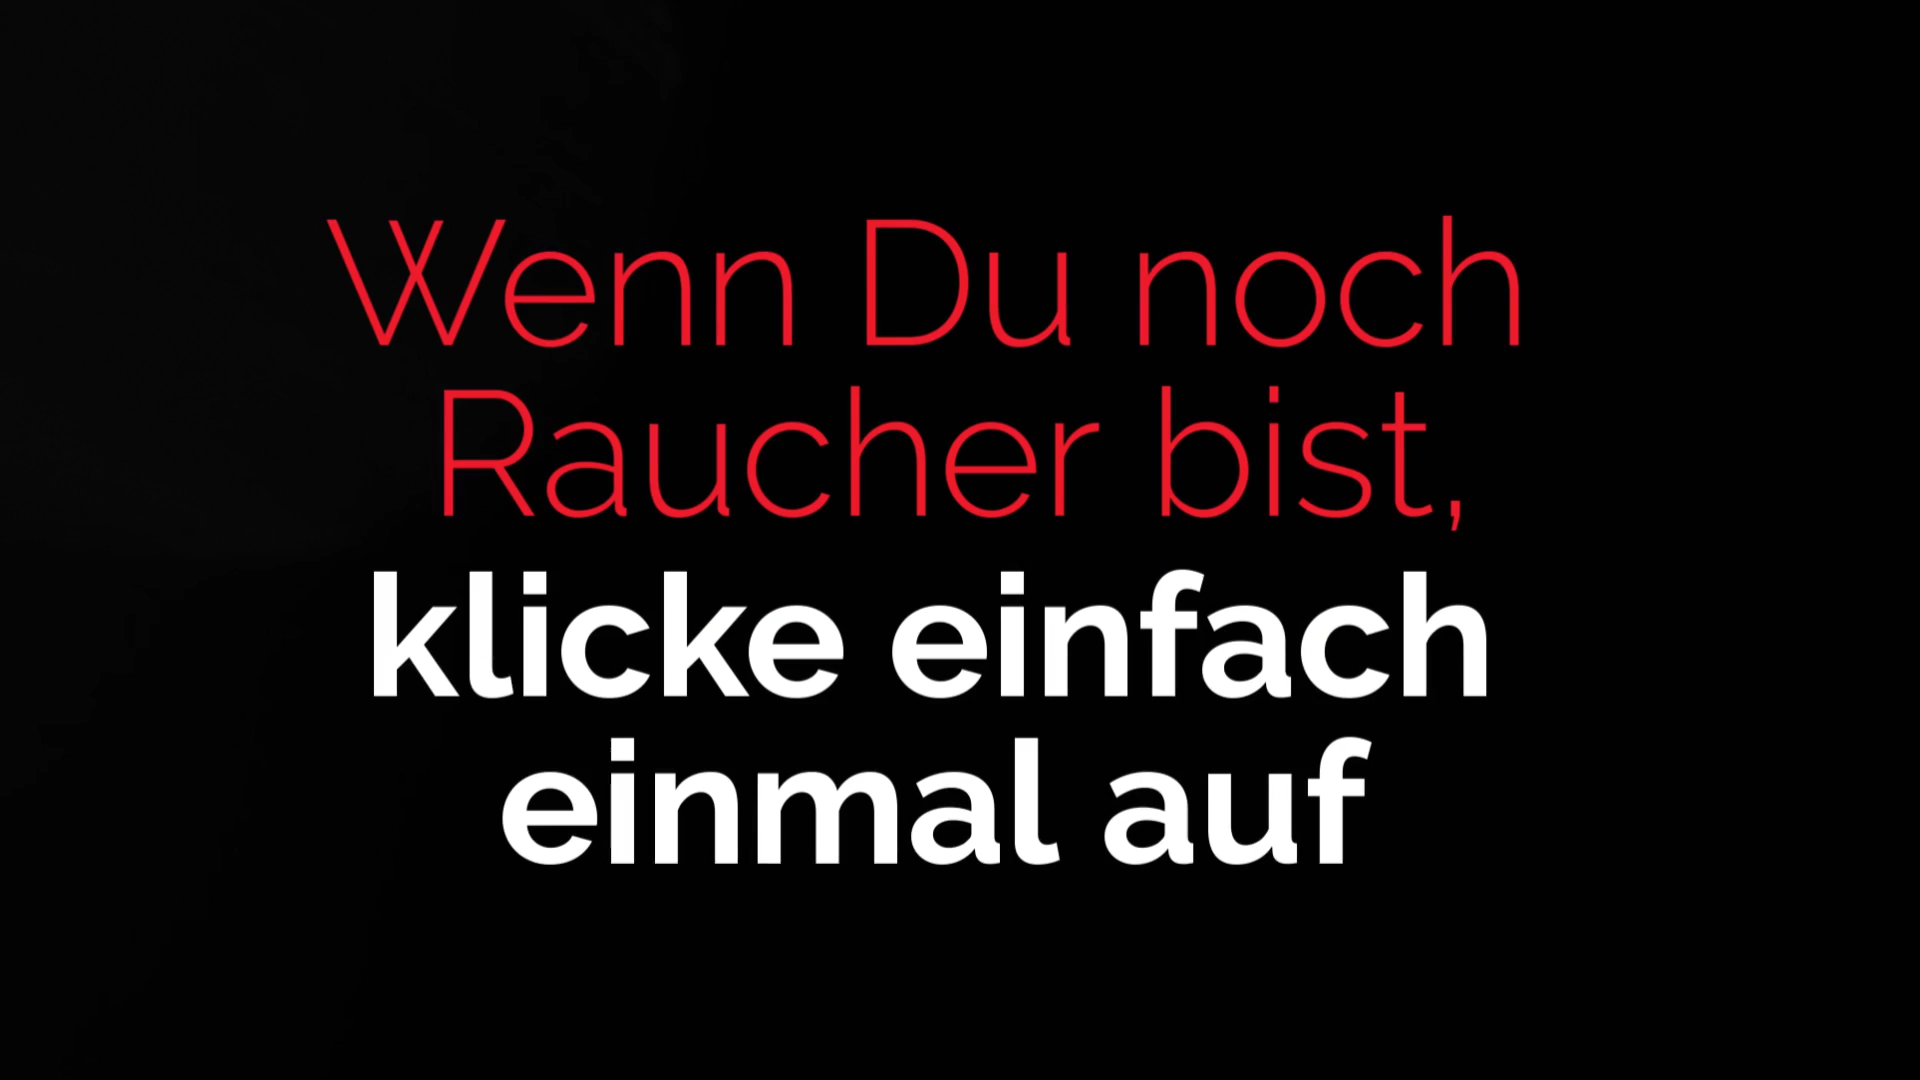 Wenn Du noch
Raucher bist,
klicke einfach
einmal auf